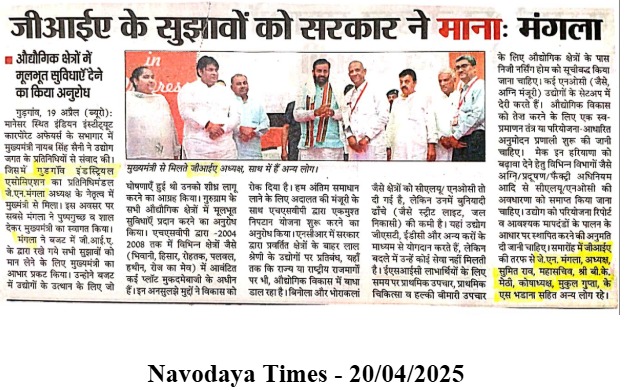 जीआईए के सुझावों को सरकार ने माना: मंगला
औद्योगिक क्षेत्रों में
मूलभूत सुविधाएँ देने
का किया अनुरोध
गुड़गांव, 19 अप्रैल (ब्यूरो):
मानेसर स्थित इंडियन इंस्टीट्यूट
कारपोरेट अफेयर्स के सभागार में
मुख्यमंत्री नायब सिंह सैनी ने उद्योग
जगत के प्रतिनिधियों से संवाद की।
जिसमें गुड़गाँव इंडस्ट्रियल
एसोसिएशन का प्रतिनिधिमंडल
जे.एन.मंगला अध्यक्ष के नेतृत्व में
मुख्यमंत्री से मिला। इस अवसर पर
सबसे मंगला ने पुष्पगुच्छ व शाल
देकर मुख्यमंत्री का स्वागत किया।
मंगला ने बजट में जी.आई.ए.
के द्वारा रखे गये सभी सुझावों को
मान लेने के लिए मुख्यमंत्री का
आभार प्रकट किया। उन्होंने बजट
में उद्योगों के उत्थान के लिए जो
in
res
मुख्यमंत्री से मिलते जीआईए अध्यक्ष, साथ में हैं अन्य लोग।
घोषणाएँ हुई थी उनको शीघ्र लागू
करने का आग्रह किया। गुरुग्राम के
सभी औद्योगिक क्षेत्रों में मूलभूत
सुविधाएं प्रदान करने का अनुरोध
किया। एचएसवीपी द्वारा -2004
2008 तक में विभिन्न क्षेत्रों जैसे
(भिवानी, हिसार, रोहतक, पलवल,
हथीन, रोज का मेव) में आवंटित
कई प्लॉट मुकदमेबाजी के अधीन
हैं। इन अनसुलझे मुद्दों ने विकास को
रोक दिया है। हम अंतिम समाधान
लाने के लिए अदालत की मंजूरी के
साथ एचएसवीपी द्वारा एकमुश्त
निपटान योजना शुरू करने का
अनुरोध किया। एनसीआर में सरकार
द्वारा प्रवर्तित क्षेत्रों के बाहर लाल
श्रेणी के उद्योगों पर प्रतिबंध, यहाँ
तक कि राज्य या राष्ट्रीय राजमार्गों
पर भी, औद्योगिक विकास में बाधा
डाल रहा है। बिनोला और भोराकलां
जैसे क्षेत्रों को सीएलयू/ एनओसी तो
दी गई है, लेकिन उनमें बुनियादी
ढाँचे (जैसे स्ट्रीट लाइट, जल
निकासी) की कमी है। यहां उद्योग
जीएसटी, ईडीसी और अन्य करों के
माध्यम से योगदान करते हैं, लेकिन
बदले में उन्हें कोई सेवा नहीं मिलती
है। ईएसआईसी लाभार्थियों के लिए
समय पर प्राथमिक उपचार, प्राथमिक
चिकित्सा व हल्की बीमारी उपचार
के लिए औद्योगिक क्षेत्रों के पास
निजी नर्सिंग होम को सूचीबद्ध किया
जाना चाहिए। कई एनओसी (जैसे,
अग्नि मंजूरी) उद्योगों के सेटअप में
देरी करते हैं। औद्योगिक विकास
को तेज करने के लिए एक स्व-
प्रमाणन तंत्र या परियोजना-आधारित
अनुमोदन प्रणाली शुरू की जानी
चाहिए। मेक इन हरियाणा को
बढ़ावा देने हेतु विभिन्न विभागों जैसे
अग्नि/प्रदूषण/फैक्ट्री अधिनियम
आदि से सीएलयू/एनओसी की
अवधारणा को समाप्त किया जाना
चाहिए। उद्योग को परियोजना रिपोर्ट
व आवश्यक मापदंडों के पालन के
आधार पर स्थापित करने की अनुमति
दी जानी चाहिए। समारोह में जीआईए
की तरफ से जे.एन. मंगला, अध्यक्ष,
सुमित राव, महासचिव, श्री बी.के.
मेठी, कोषाध्यक्ष, मुकुल गुप्ता, के
एस भडाना सहित अन्य लोग रहे।
Navodaya Times - 20/04/2025